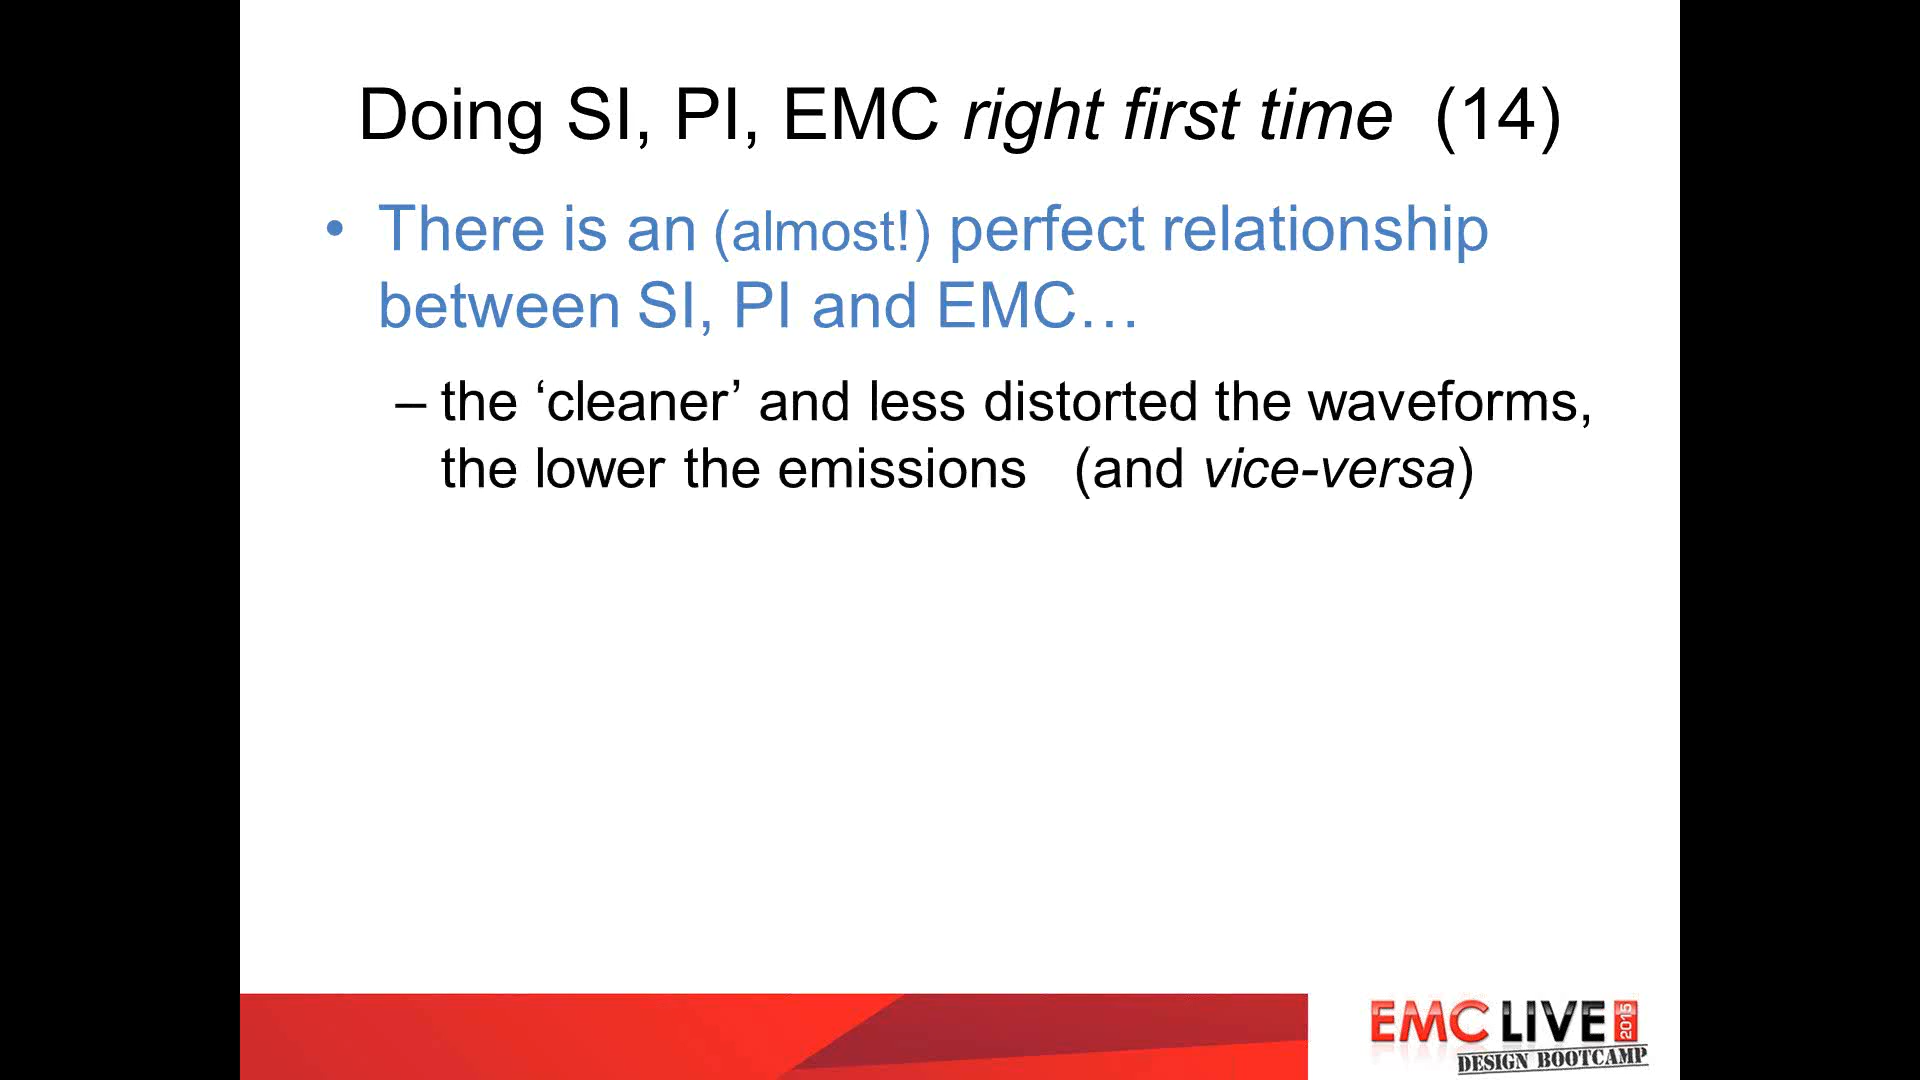 Doing SI, PI, EMC right first time (14)
• There is an (almost!) perfect relationship
between SI, PI and EMC…
– the ‘cleaner’ and less distorted the waveforms,
the lower the emissions (and vice-versa)
EMC LIVE 2015
DESIGN BOOTCAMP